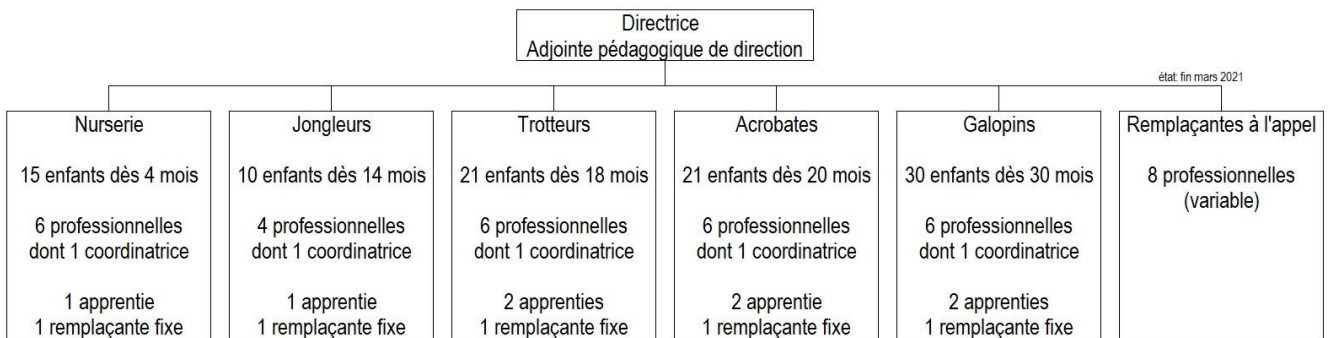 Directrice
Adjointe pédagogique de direction
état: fin mars 2021
Nurserie
15 enfants dès 4 mois
6 professionnelles
dont 1 coordinatrice
1 apprentie
1 remplaçante fixe
Jongleurs
10 enfants dès 14 mois
4 professionnelles
dont 1 coordinatrice
1 apprentie
1 remplaçante fixe
Trotteurs
21 enfants dès 18 mois
6 professionnelles
dont 1 coordinatrice
2 apprenties
1 remplaçante fixe
Acrobates
21 enfants dès 20 mois
6 professionnelles
dont 1 coordinatrice
2 apprentie
1 remplaçante fixe
Galopins
30 enfants dès 30 mois
6 professionnelles
dont 1 coordinatrice
2 apprenties
1 remplaçante fixe
Remplaçantes à l'appel
8 professionnelles
(variable)